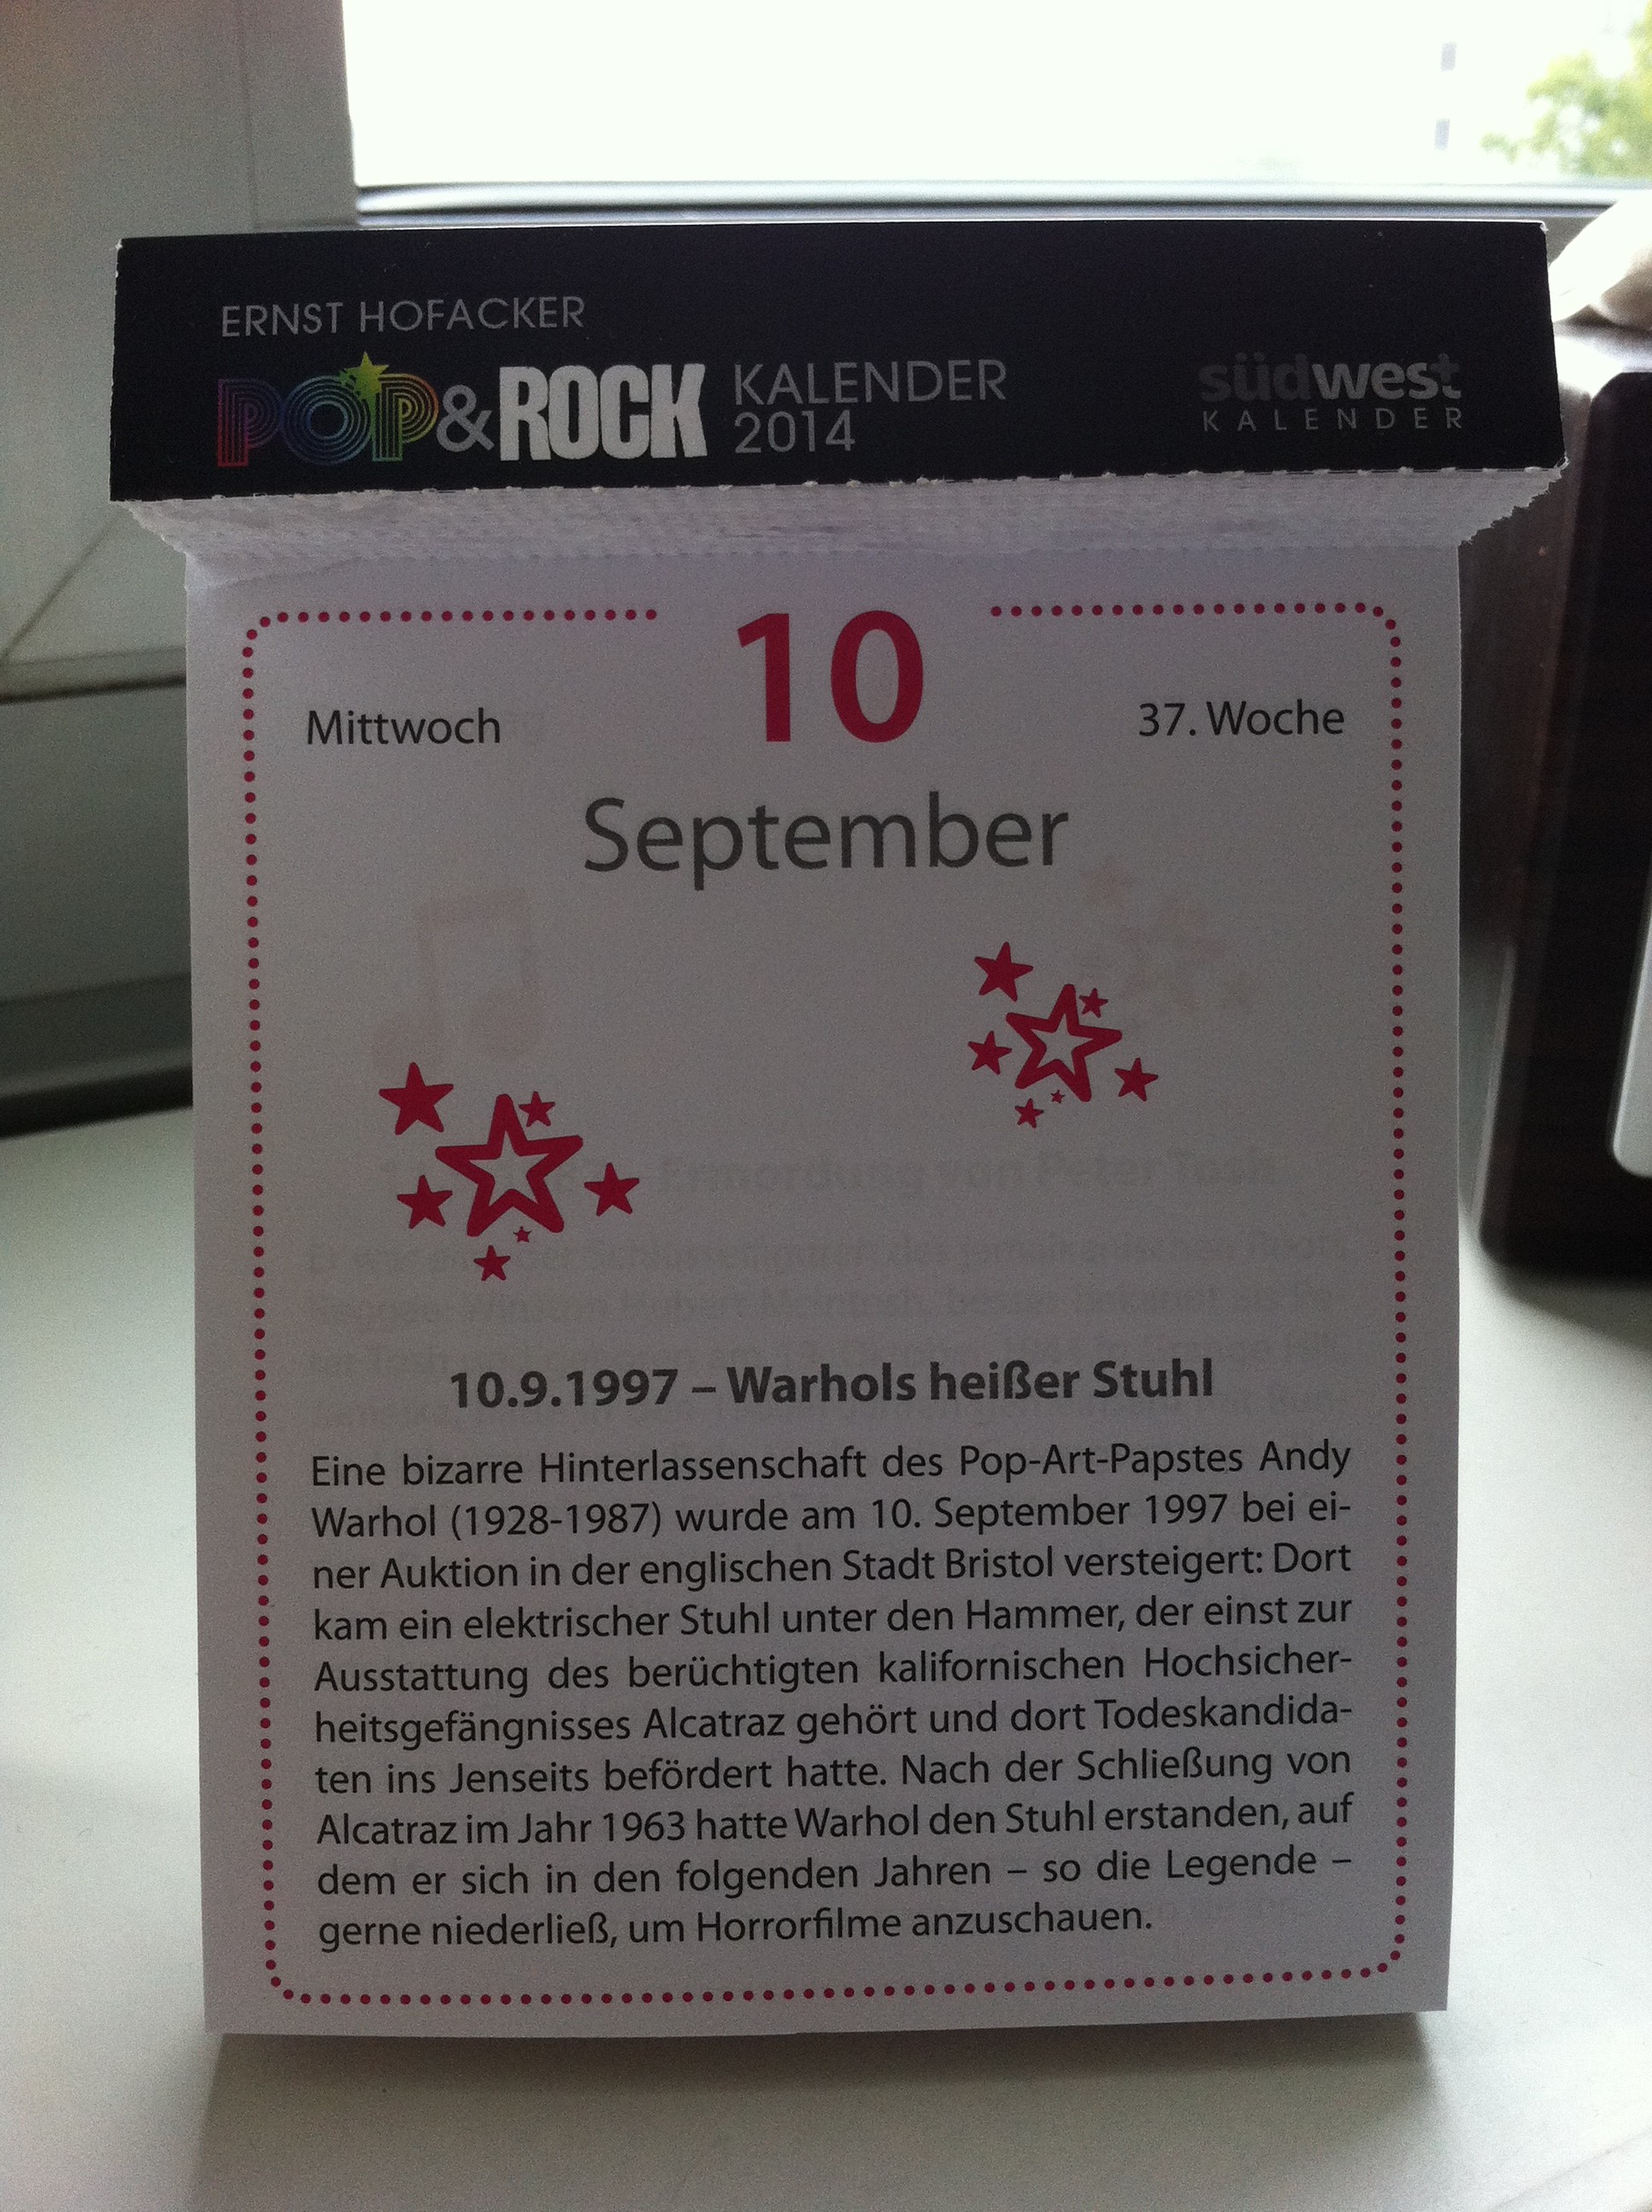 ERNST HOFACKER
POP&ROCK KALENDER 2014
südwest
KALENDER
10
Mittwoch
37. Woche
September
10.9.1997 – Warhols heißer Stuhl
Eine bizarre Hinterlassenschaft des Pop-Art-Papstes Andy
Warhol (1928-1987) wurde am 10. September 1997 bei ei-
ner Auktion in der englischen Stadt Bristol versteigert: Dort
kam ein elektrischer Stuhl unter den Hammer, der einst zur
Ausstattung des berüchtigten kalifornischen Hochsicher-
heitsgefängnisses Alcatraz gehört und dort Todeskandida-
ten ins Jenseits befördert hatte. Nach der Schließung von
Alcatraz im Jahr 1963 hatte Warhol den Stuhl erstanden, auf
dem er sich in den folgenden Jahren – so die Legende –
gerne niederließ, um Horrorfilme anzuschauen.